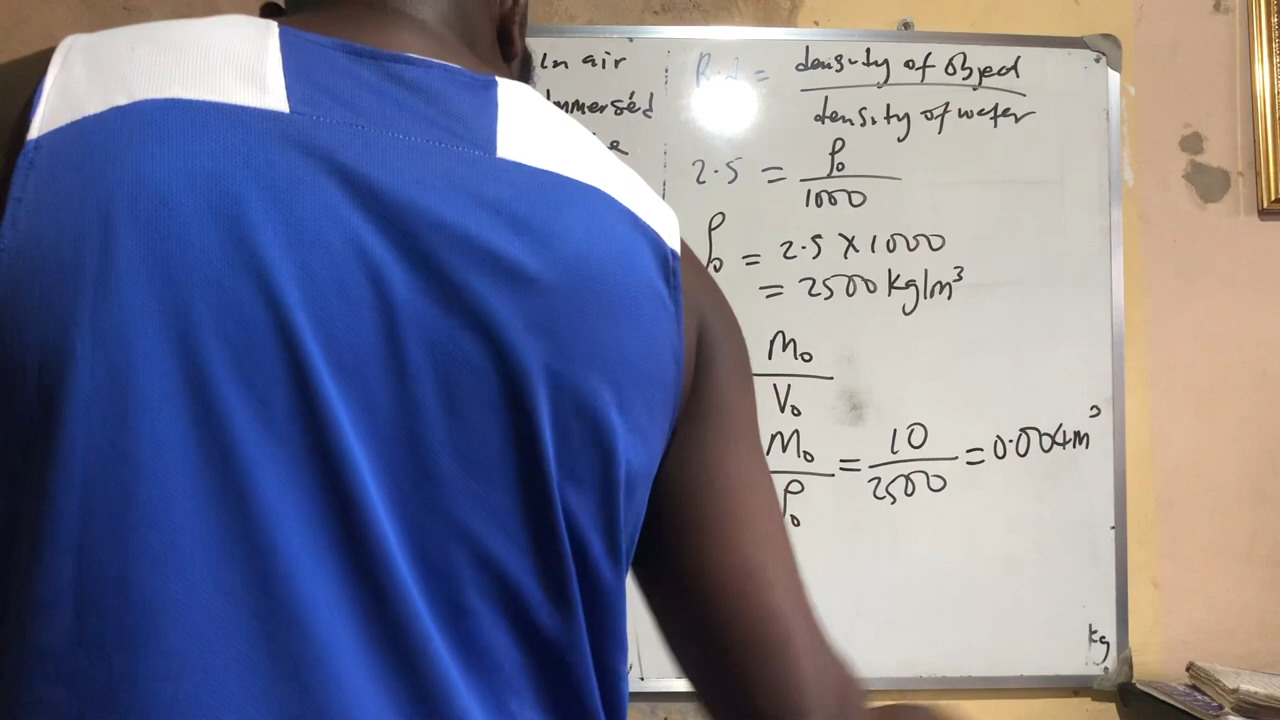 In air
immersed
R.d = density of object / density of water
2.5 = ρo / 1000
ρo = 2.5 X 1000
= 2500 kg/m³
Mo / Vo
Mo / ρo = 10 / 2500 = 0.004m³
kg